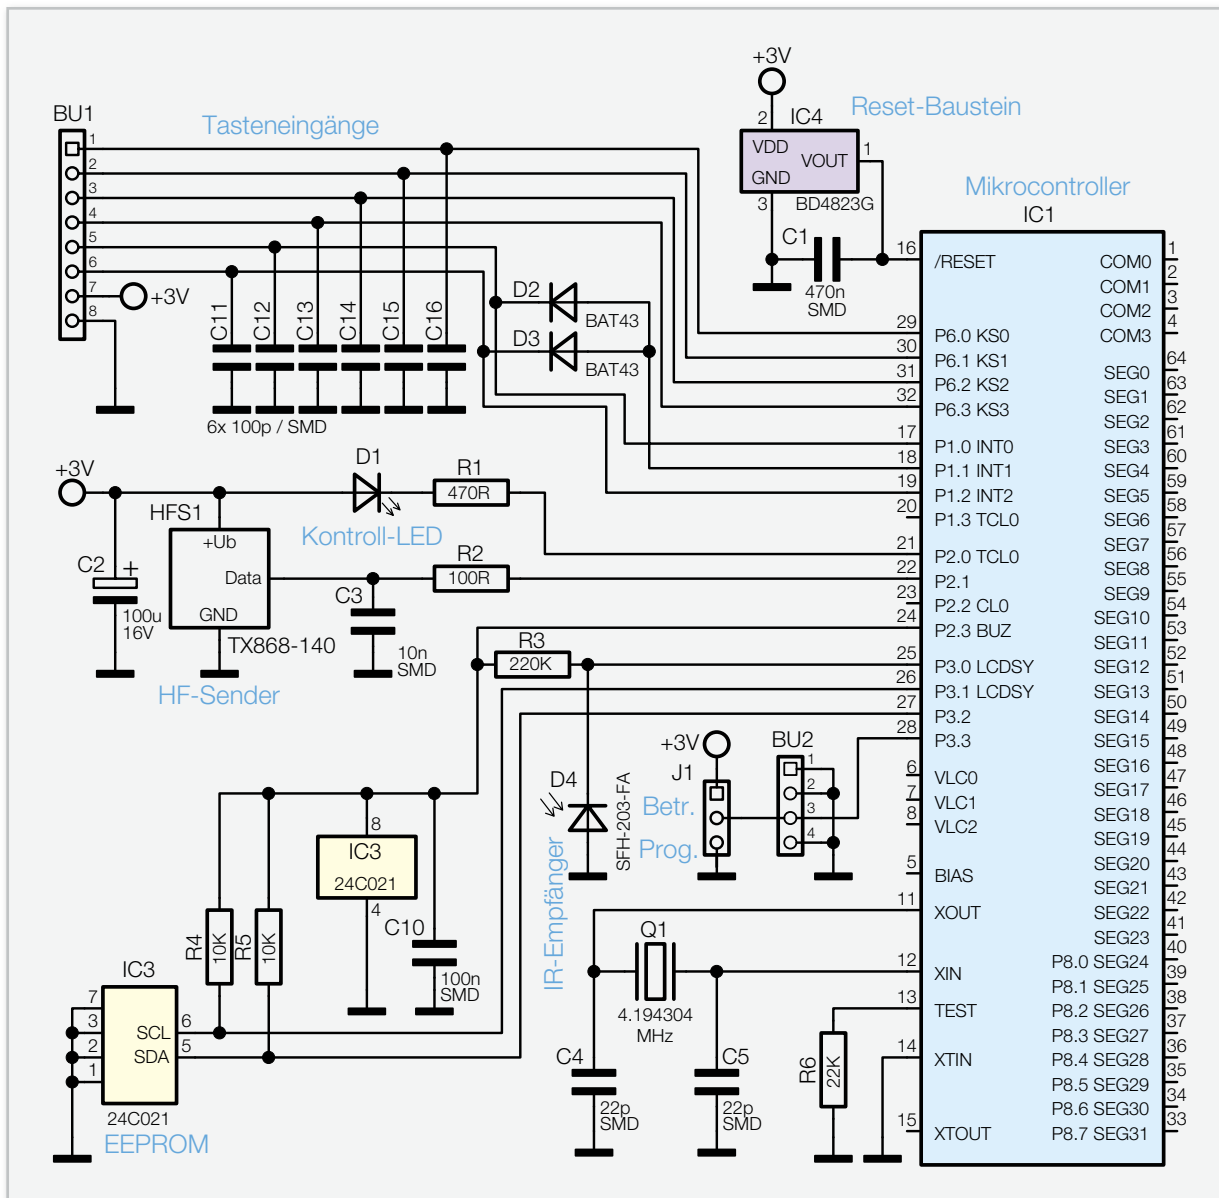 +3V
Reset-Baustein
BU1
Tasteneingänge
2
IC4
VDD
VOUT
1
GND
3
BD4823G
Mikrocontroller
IC1
1
2
3
4
5
6
7
8
+3V
C1
470n
SMD
D2
BAT43
D3
BAT43
C11
C12
C13
C14
C15
C16
6x 100p / SMD
16
/RESET
29
P6.0 KS0
30
P6.1 KS1
31
P6.2 KS2
32
P6.3 KS3
17
P1.0 INT0
18
P1.1 INT1
19
P1.2 INT2
20
P1.3 TCL0
21
P2.0 TCL0
22
P2.1
23
P2.2 CL0
24
P2.3 BUZ
25
P3.0 LCDSY
26
P3.1 LCDSY
27
P3.2
28
P3.3
6
VLC0
7
VLC1
8
VLC2
5
BIAS
11
XOUT
12
XIN
13
TEST
14
XTIN
15
XTOUT
COM0
1
COM1
2
COM2
3
COM3
4
SEG0
64
SEG1
63
SEG2
62
SEG3
61
SEG4
60
SEG5
59
SEG6
58
SEG7
57
SEG8
56
SEG9
55
SEG10
54
SEG11
53
SEG12
52
SEG13
51
SEG14
50
SEG15
49
SEG16
48
SEG17
47
SEG18
46
SEG19
45
SEG20
44
SEG21
43
SEG22
42
SEG23
41
P8.0 SEG24
40
P8.1 SEG25
39
P8.2 SEG26
38
P8.3 SEG27
37
P8.4 SEG28
36
P8.5 SEG29
35
P8.6 SEG30
34
P8.7 SEG31
33
+3V
D1
R1
470R
Kontroll-LED
HFS1
+Ub
Data
GND
TX868-140
HF-Sender
C2
+
100u
16V
R2
100R
C3
10n
SMD
R3
220K
D4
SFH-203-FA
IR-Empfänger
+3V
J1
Betr.
Prog.
BU2
1
2
3
4
8
IC3
24C021
4
C10
100n
SMD
R4
10K
R5
10K
IC3
7
3
2
1
SCL
6
SDA
5
24C021
EEPROM
Q1
4.194304
MHz
C4
22p
SMD
C5
22p
SMD
R6
22K